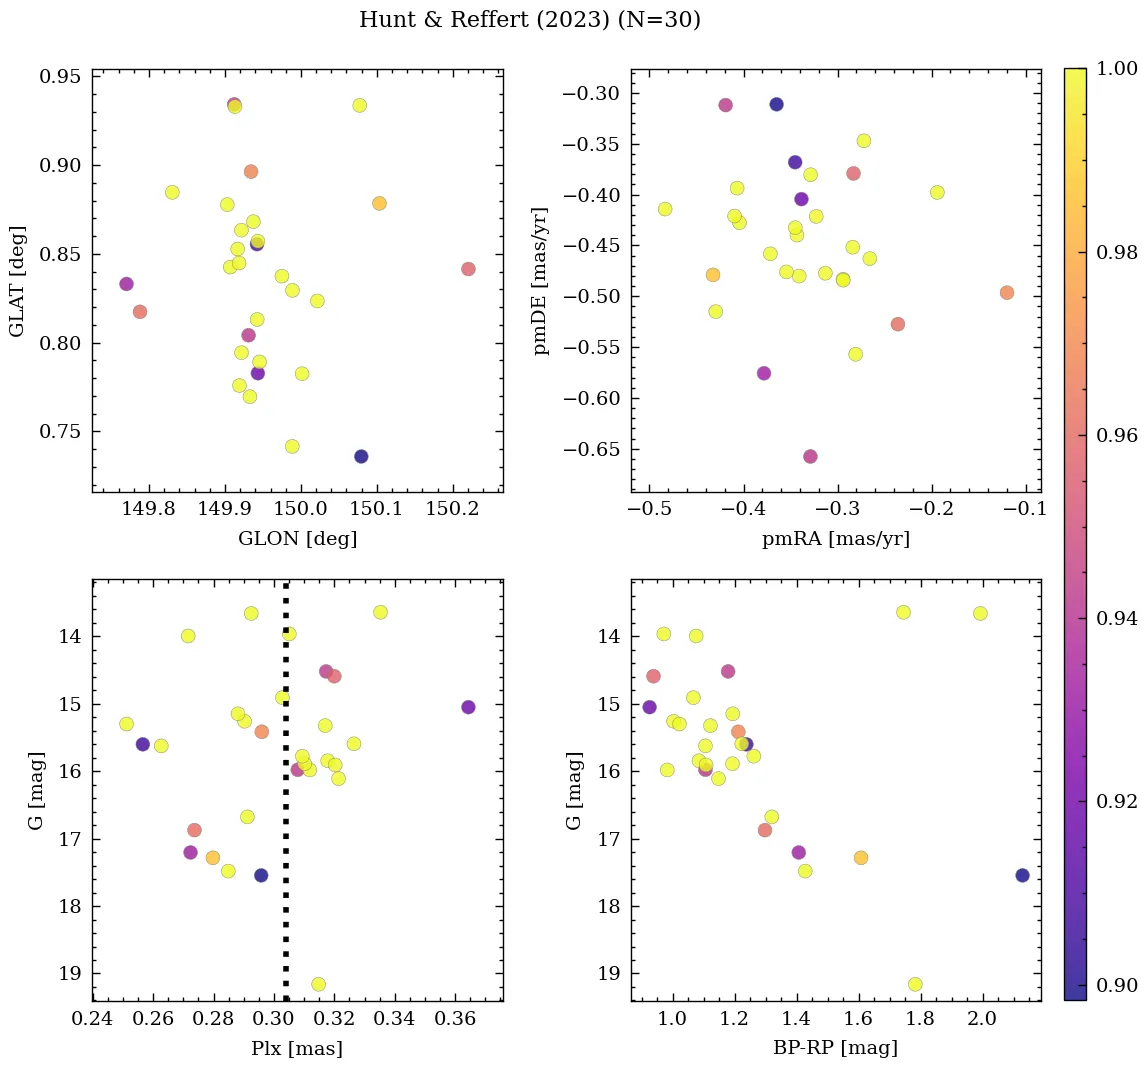 Hunt & Reffert (2023) (N=30)
0.95
0.90
0.85
0.80
0.75
GLAT [deg]
149.8 149.9 150.0 150.1 150.2
GLON [deg]
−0.30
−0.35
−0.40
−0.45
−0.50
−0.55
−0.60
−0.65
pmDE [mas/yr]
−0.5 −0.4 −0.3 −0.2 −0.1
pmRA [mas/yr]
14
15
16
17
18
19
G [mag]
0.24 0.26 0.28 0.30 0.32 0.34 0.36
Plx [mas]
14
15
16
17
18
19
G [mag]
1.0 1.2 1.4 1.6 1.8 2.0
BP-RP [mag]
1.00
0.98
0.96
0.94
0.92
0.90